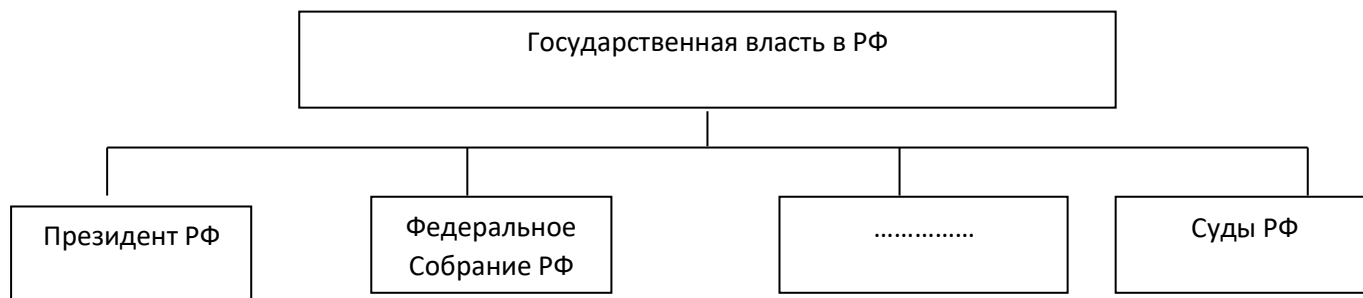 Государственная власть в РФ
Президент РФ
Федеральное
Собрание РФ
……………
Суды РФ